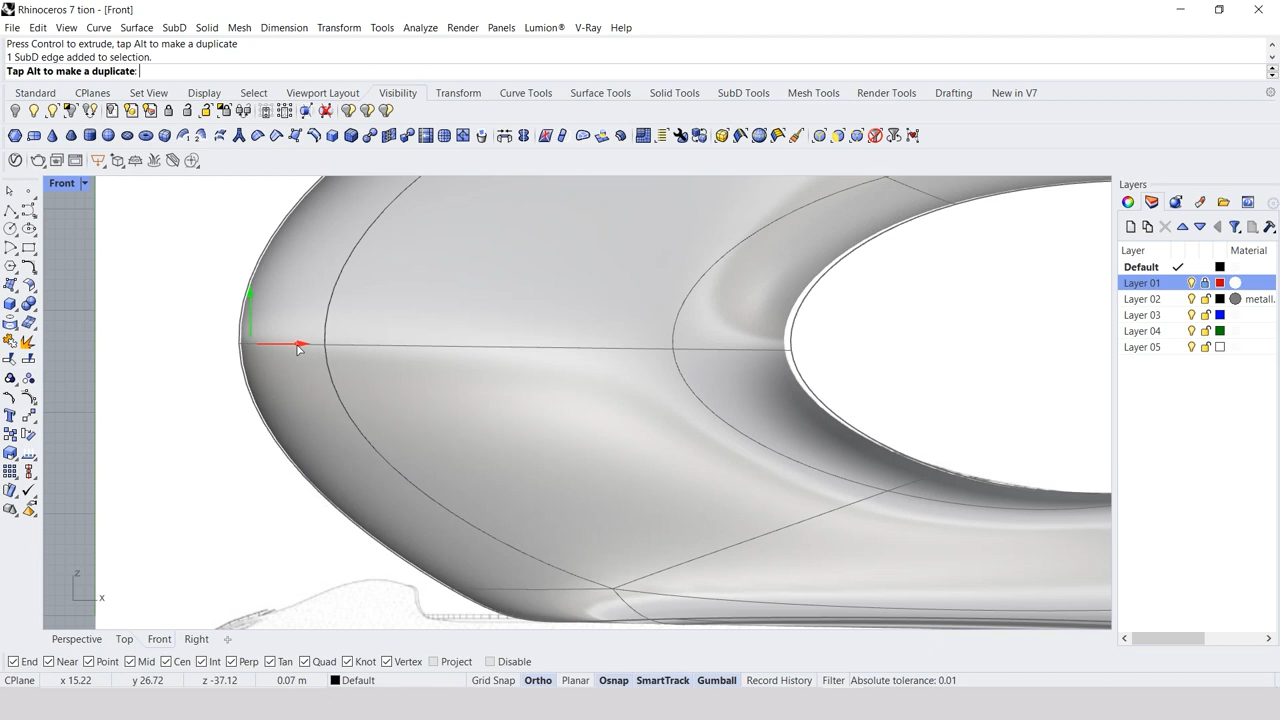 Rhinoceros 7 tion - [Front]
File Edit View Curve Surface SubD Solid Mesh Dimension Transform Tools Analyze Render Panels Lumion® V-Ray Help
Press Control to extrude, tap Alt to make a duplicate
1 SubD edge added to selection.
Tap Alt to make a duplicate:
Standard CPlanes Set View Display Select Viewport Layout Visibility Transform Curve Tools Surface Tools Solid Tools SubD Tools Mesh Tools Render Tools Drafting New in V7
Front
Layers
Layer Material
Default
Layer 01
Layer 02 metall.
Layer 03
Layer 04
Layer 05
z
x
Perspective Top Front Right
End Near Point Mid Cen Int Perp Tan Quad Knot Vertex Project Disable
CPlane x 15.22 y 26.72 z -37.12 0.07 m Default Grid Snap Ortho Planar Osnap SmartTrack Gumball Record History Filter Absolute tolerance: 0.01